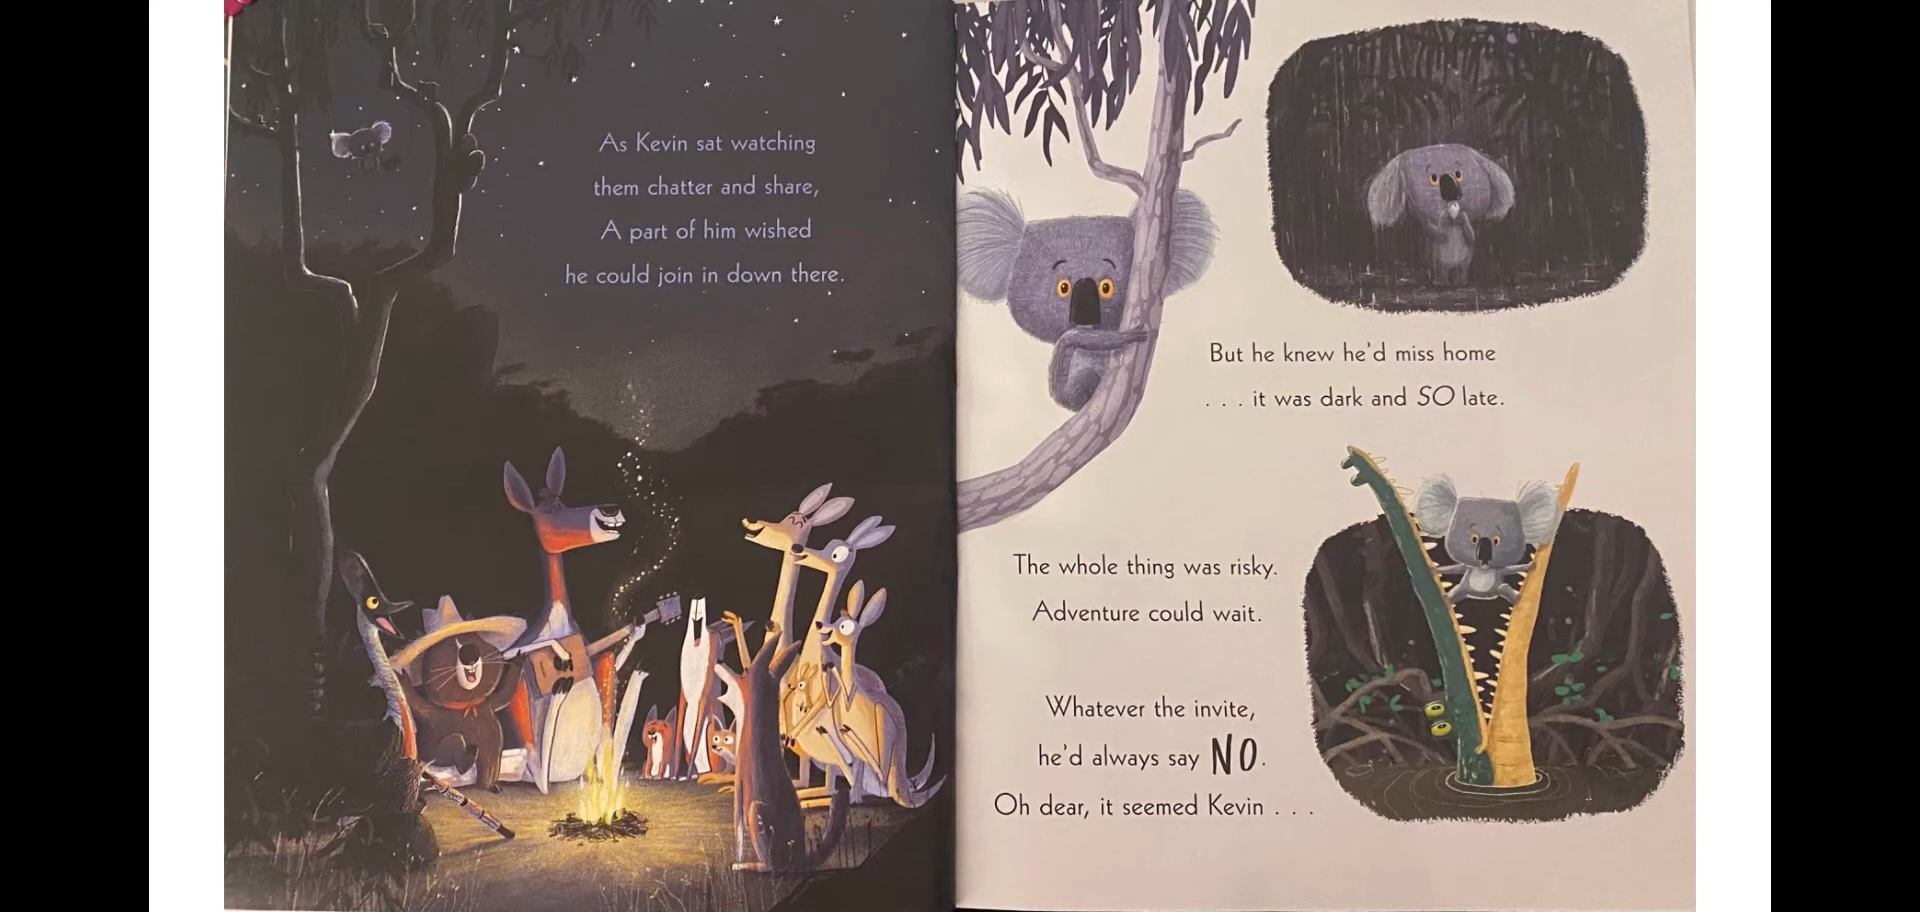 As Kevin sat watching
them chatter and share,
A part of him wished
he could join in down there.
But he knew he'd miss home
. . . it was dark and SO late.
The whole thing was risky.
Adventure could wait.
Whatever the invite,
he'd always say NO.
Oh dear, it seemed Kevin . . .